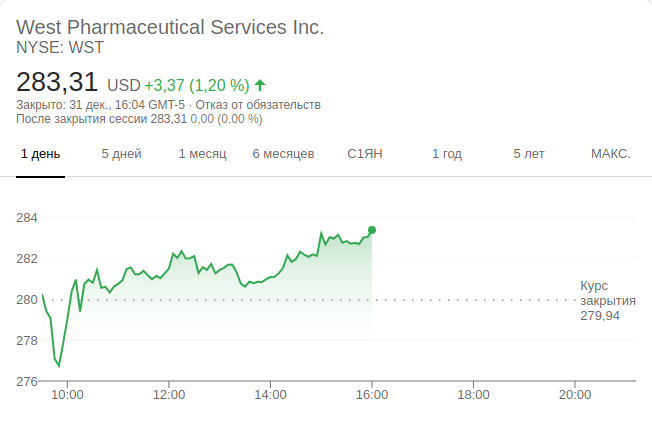 West Pharmaceutical Services Inc.
NYSE: WST
283,31 USD +3,37 (1,20 %)
Закрыто: 31 дек., 16:04 GMT-5 · Отказ от обязательств
После закрытия сессии 283,31 0,00 (0,00 %)
1 день 5 дней 1 месяц 6 месяцев С1ЯН 1 год 5 лет МАКС.
284
282
280
278
276
Курс
закрытия
279,94
10:00 12:00 14:00 16:00 18:00 20:00